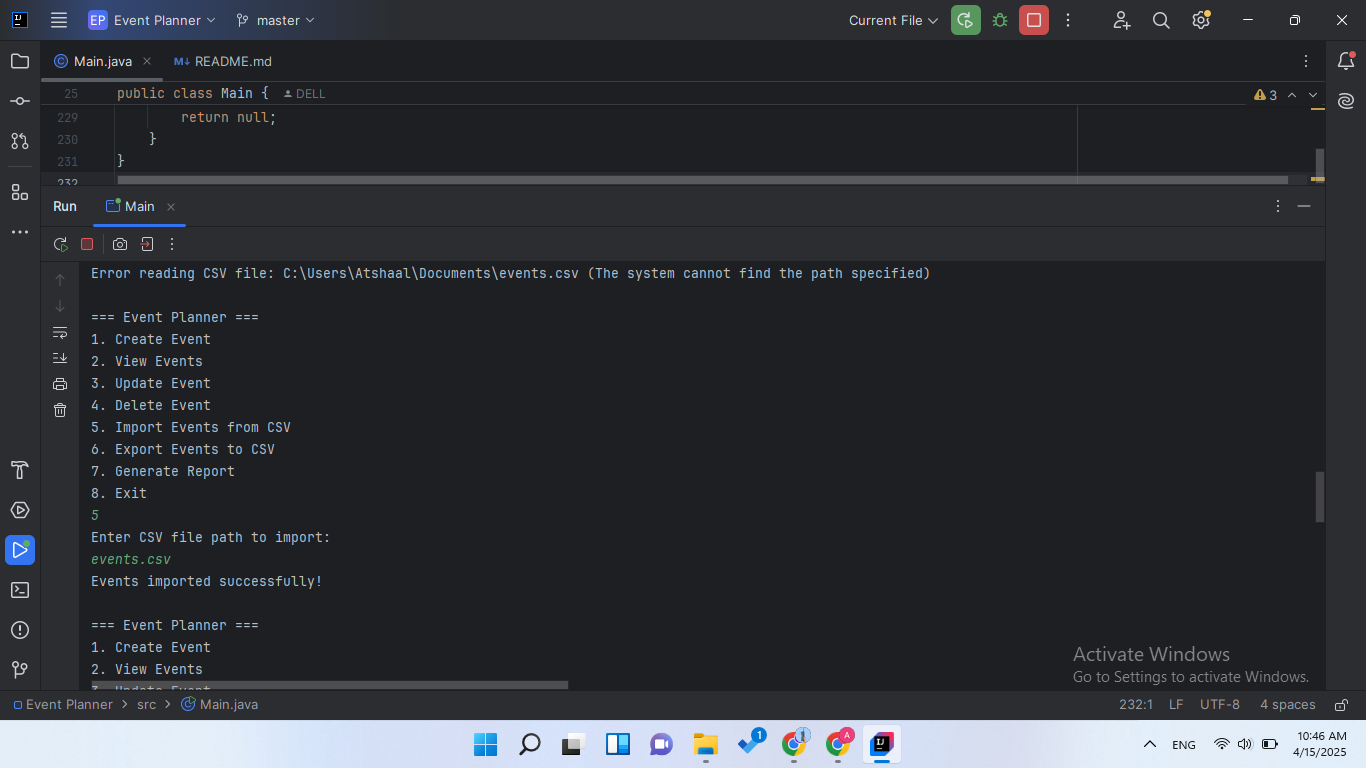 EP Event Planner master Current File
Main.java README.md
25 public class Main { DELL 3
229 return null;
230 }
231 }
232
Run Main
Error reading CSV file: C:\Users\Atshaal\Documents\events.csv (The system cannot find the path specified)
=== Event Planner ===
1. Create Event
2. View Events
3. Update Event
4. Delete Event
5. Import Events from CSV
6. Export Events to CSV
7. Generate Report
8. Exit
5
Enter CSV file path to import:
events.csv
Events imported successfully!
=== Event Planner ===
1. Create Event
2. View Events
3. Update Event
Activate Windows
Go to Settings to activate Windows.
Event Planner > src > Main.java 232:1 LF UTF-8 4 spaces
1 A ENG 10:46 AM
4/15/2025